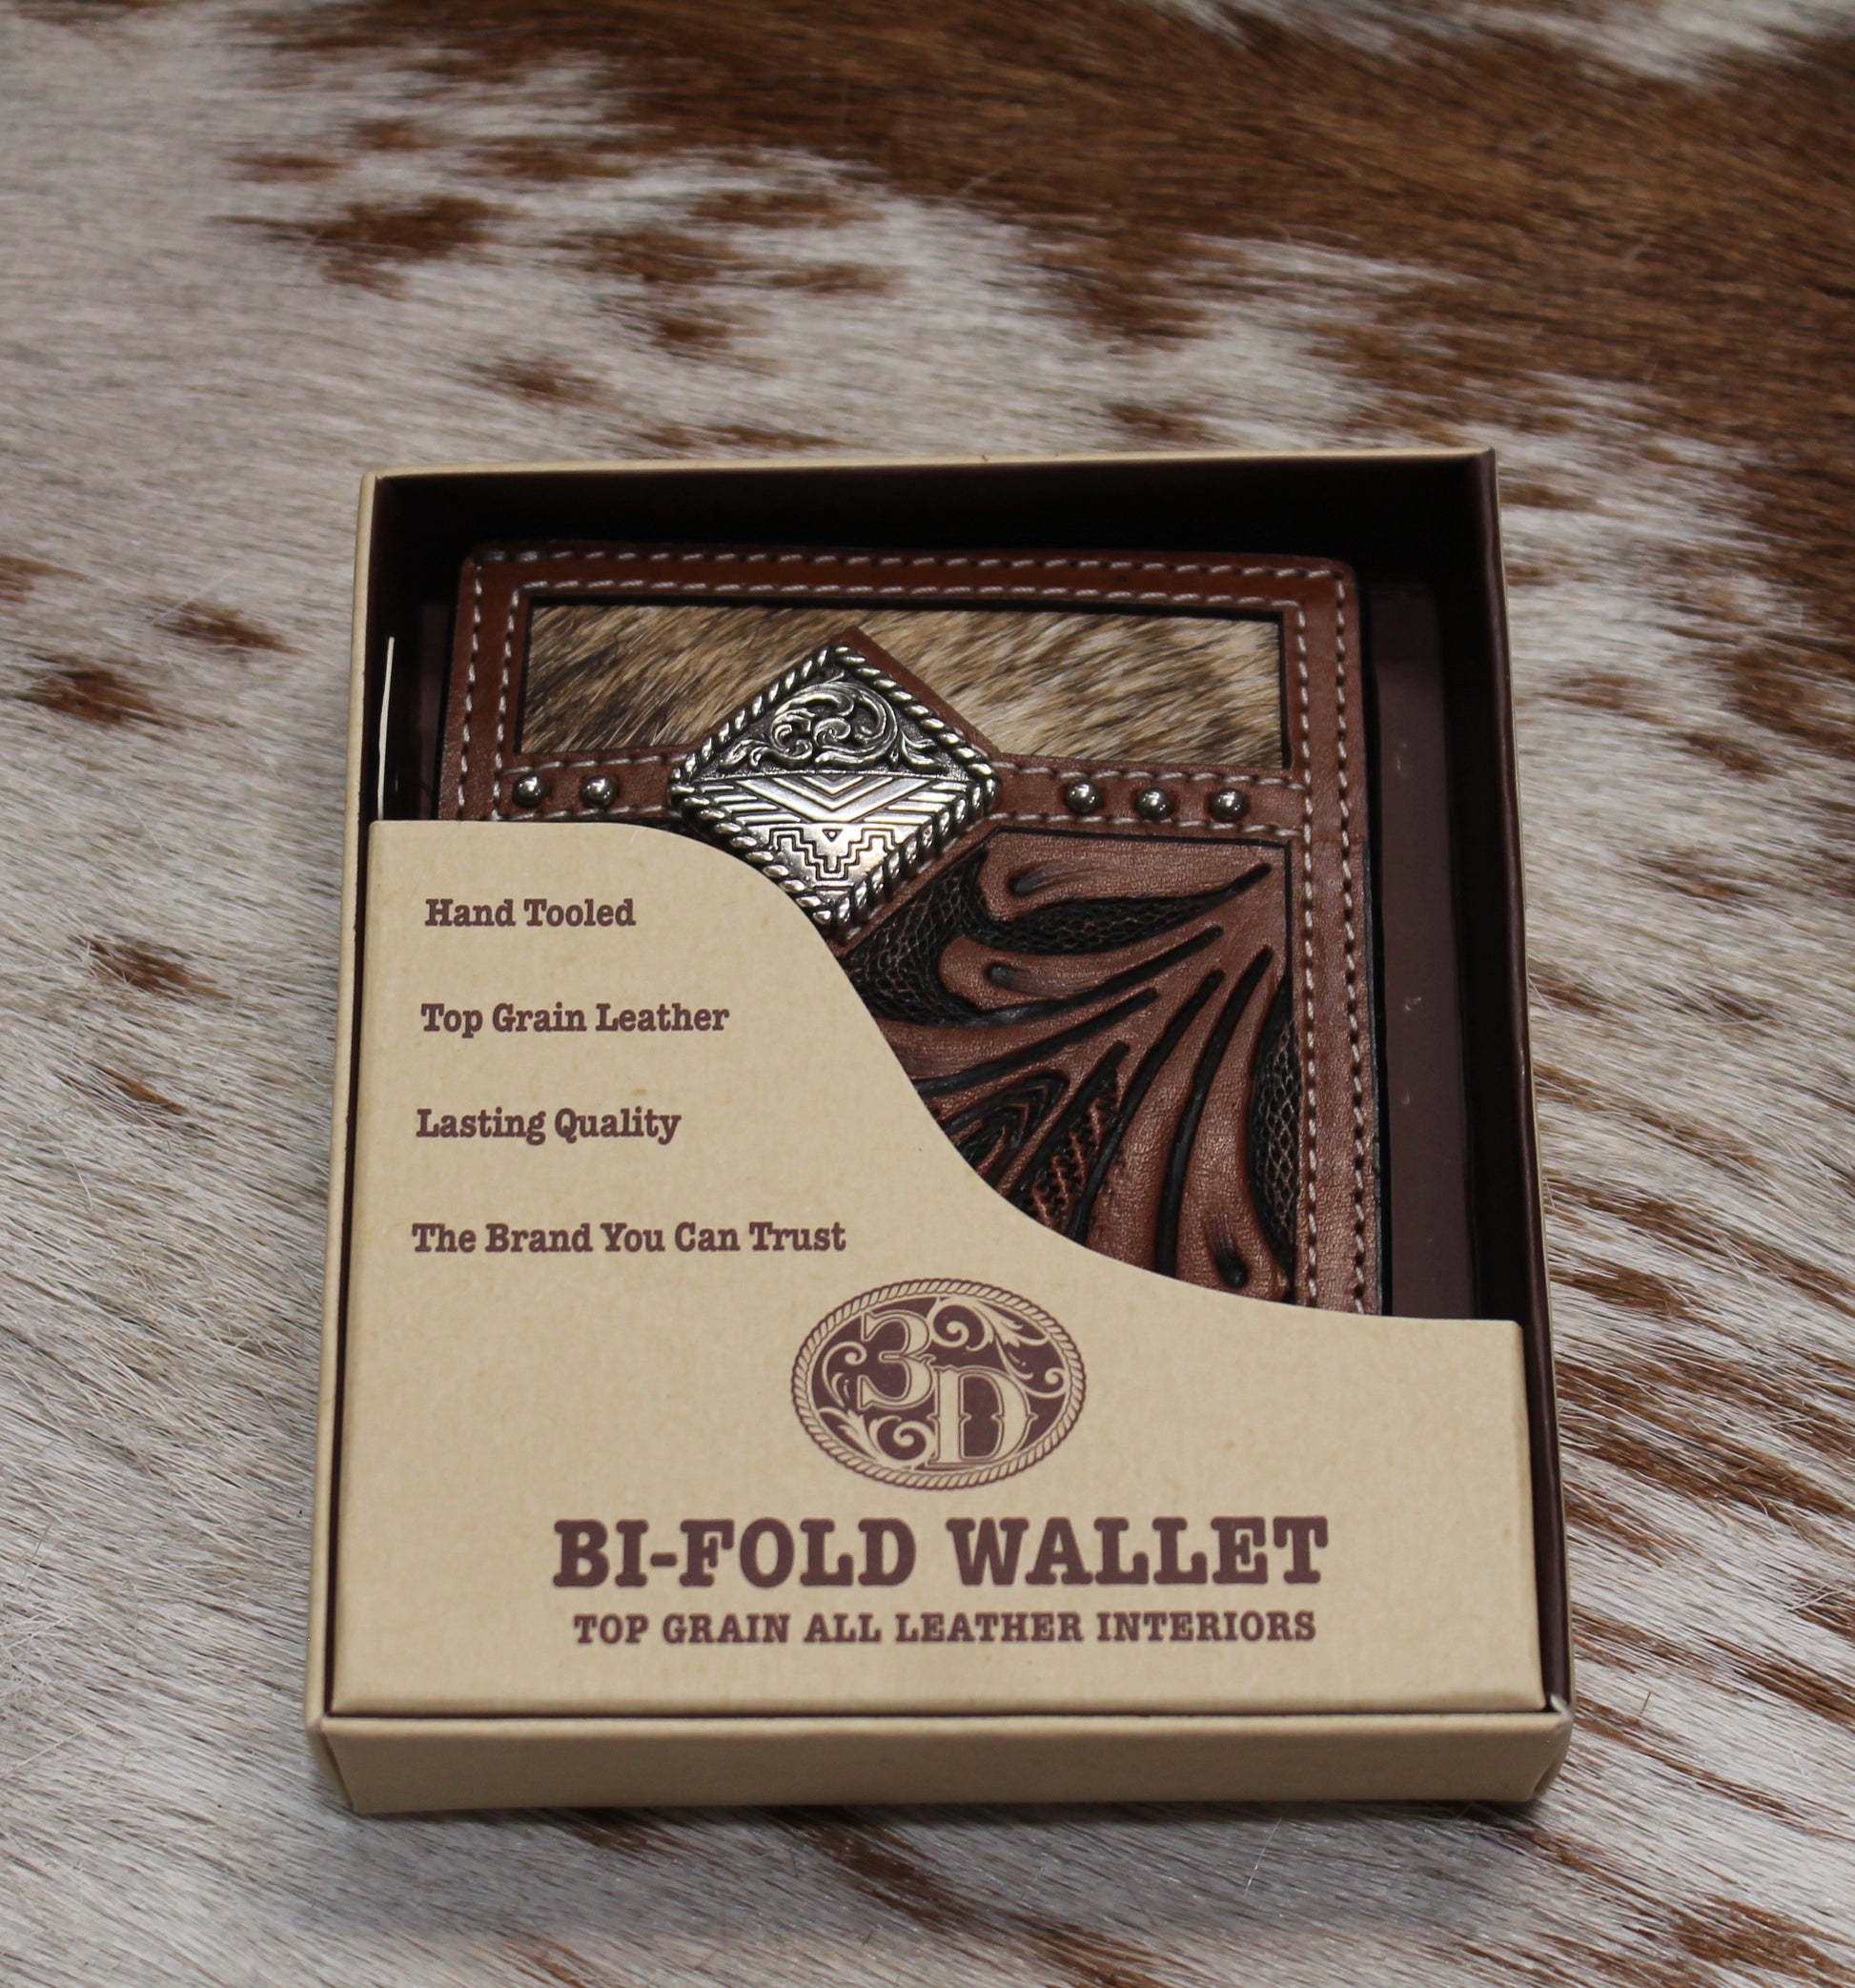 Hand Tooled
Top Grain Leather
Lasting Quality
The Brand You Can Trust
3D
BI-FOLD WALLET
TOP GRAIN ALL LEATHER INTERIORS